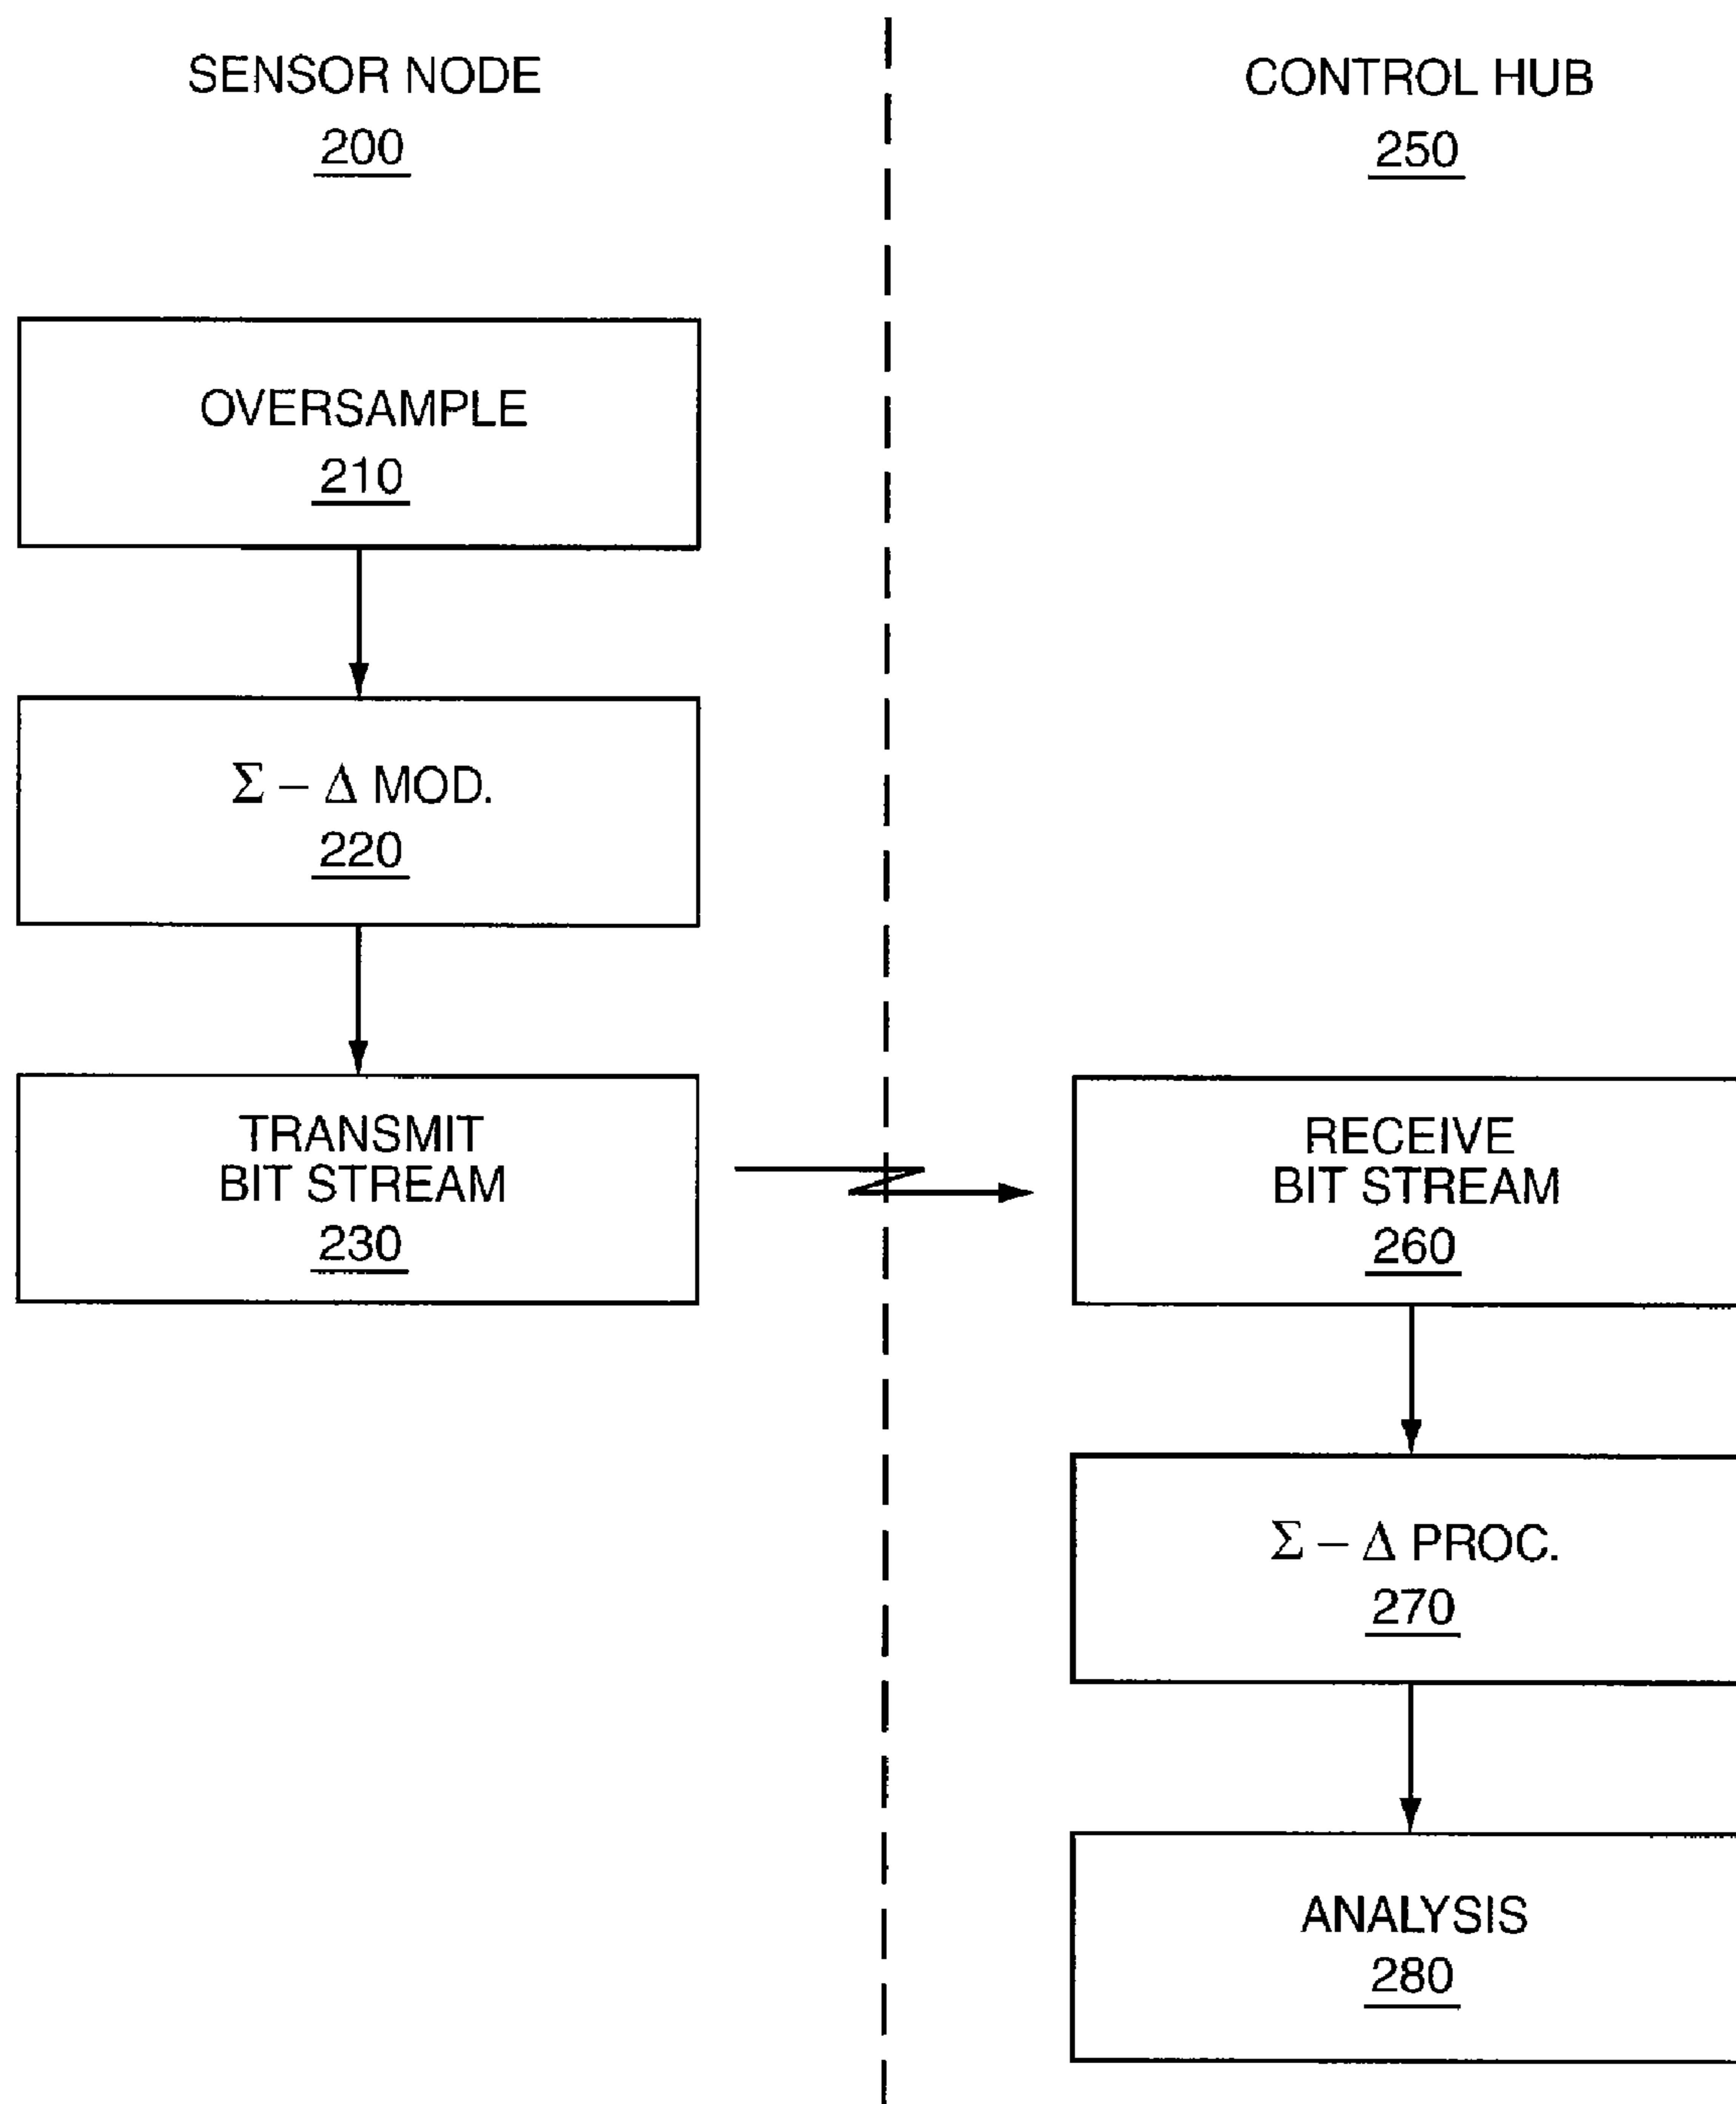 SENSOR NODE
200
OVERSAMPLE
210
Σ – Δ MOD.
220
TRANSMIT
BIT STREAM
230
CONTROL HUB
250
RECEIVE
BIT STREAM
260
Σ – Δ PROC.
270
ANALYSIS
280